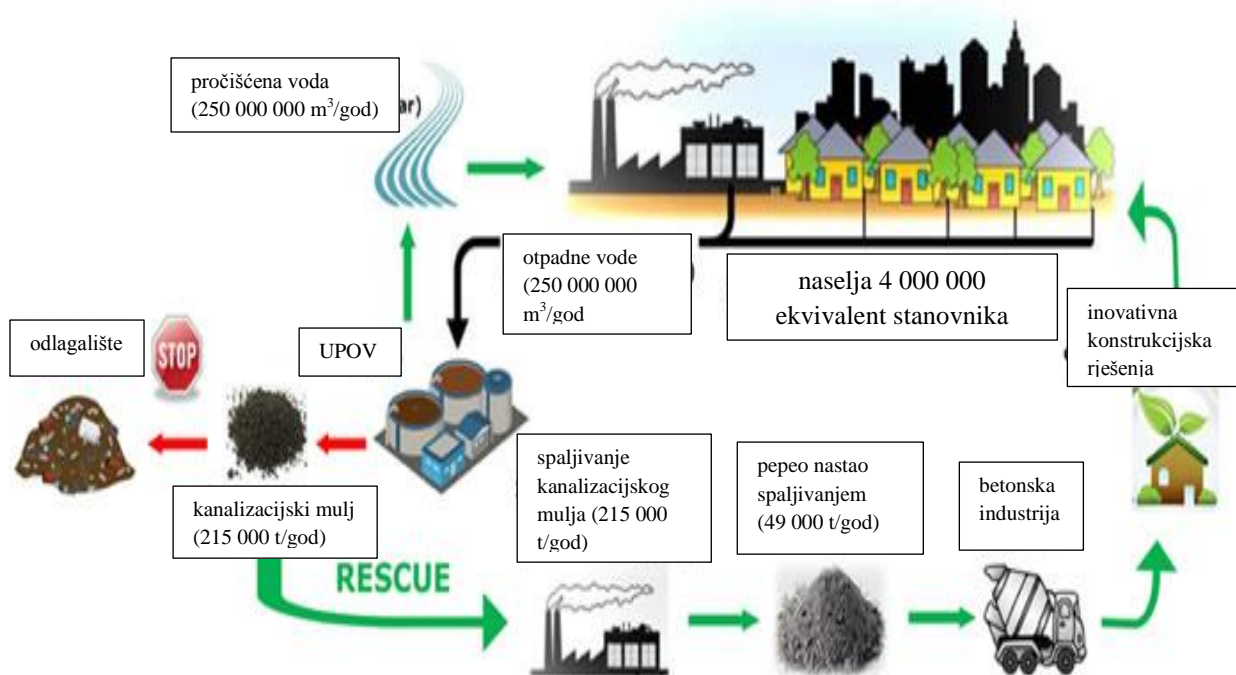 pročišćena voda
(250 000 000 m³/god)
ar)
otpadne vode
(250 000 000
m³/god
naselja 4 000 000
ekvivalent stanovnika
inovativna
konstrukcijska
rješenja
odlagalište
STOP
UPOV
kanalizacijski mulj
(215 000 t/god)
spaljivanje
kanalizacijskog
mulja (215 000
t/god)
pepeo nastao
spaljivanjem
(49 000 t/god)
betonska
industrija
RESCUE